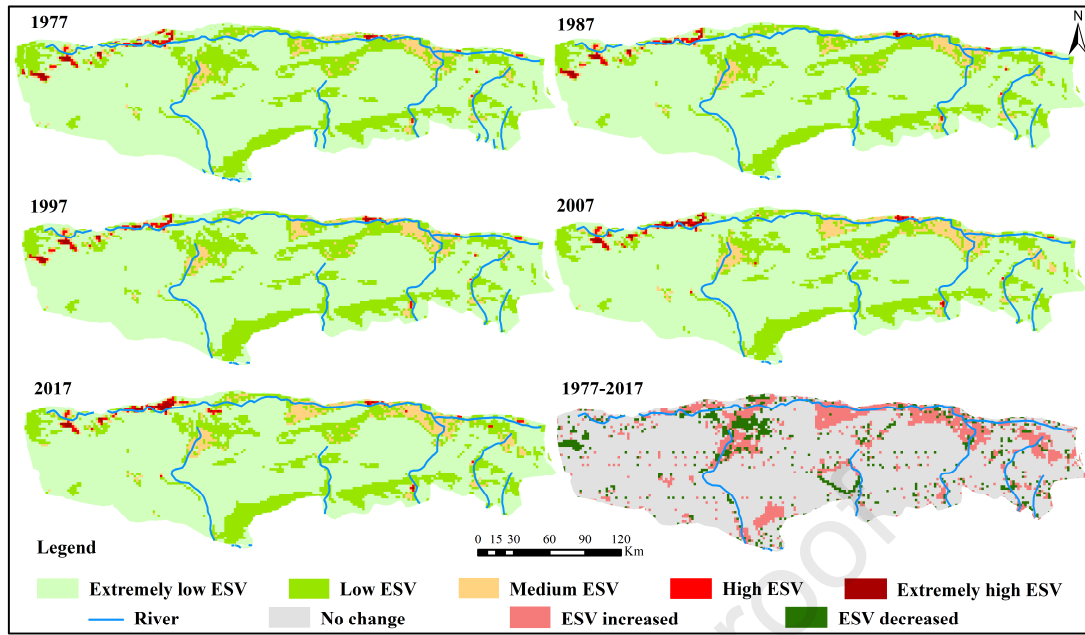 1977
1987
N
1997
2007
2017
1977-2017
Legend
0 15 30 60 90 120
Km
Extremely low ESV
Low ESV
Medium ESV
High ESV
Extremely high ESV
River
No change
ESV increased
ESV decreased
roof